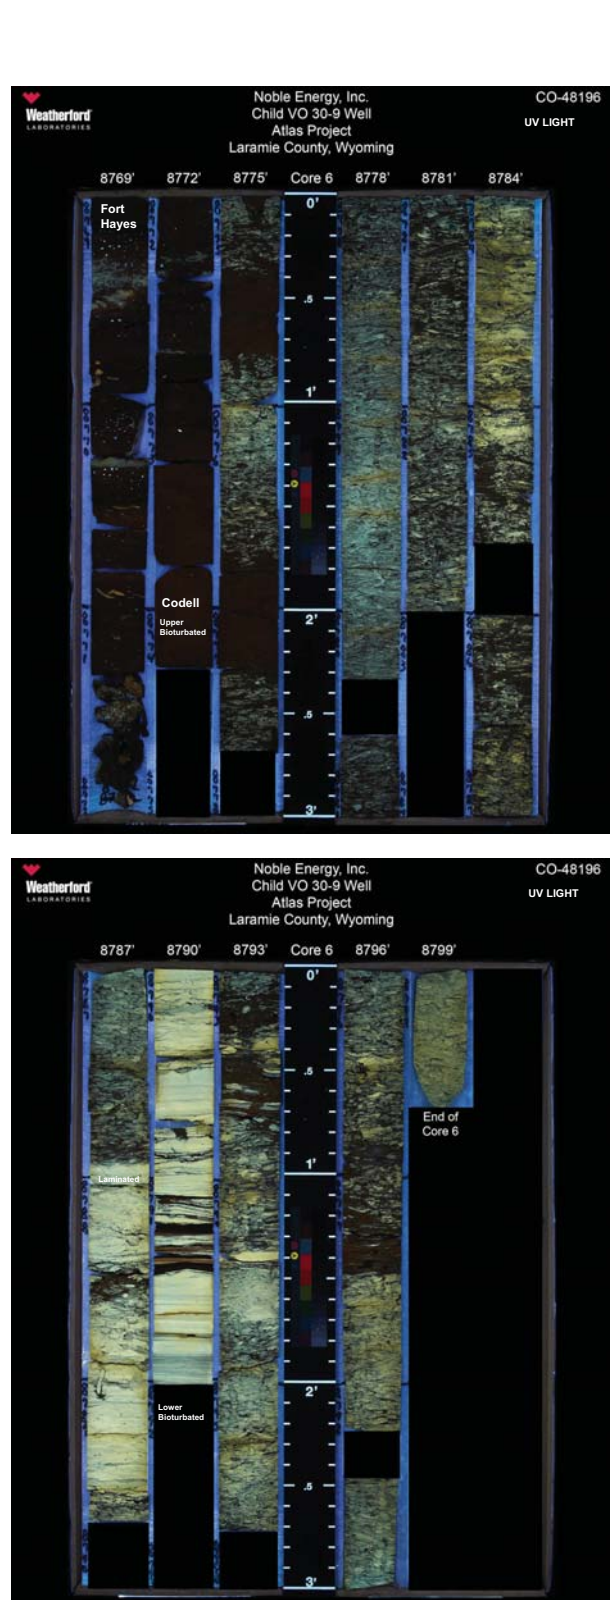 Weatherford
LABORATORIES
Noble Energy, Inc.
Child VO 30-9 Well
Atlas Project
Laramie County, Wyoming
CO-48196
UV LIGHT
8769' 8772' 8775' Core 6 8778' 8781' 8784'
Fort
Hayes
0'
.5
1'
Codell
Upper
Bioturbated
2'
.5
3'
Weatherford
LABORATORIES
Noble Energy, Inc.
Child VO 30-9 Well
Atlas Project
Laramie County, Wyoming
CO-48196
UV LIGHT
8787' 8790' 8793' Core 6 8796' 8799'
0'
.5
End of
Core 6
1'
Laminated
2'
Lower
Bioturbated
.5
3'